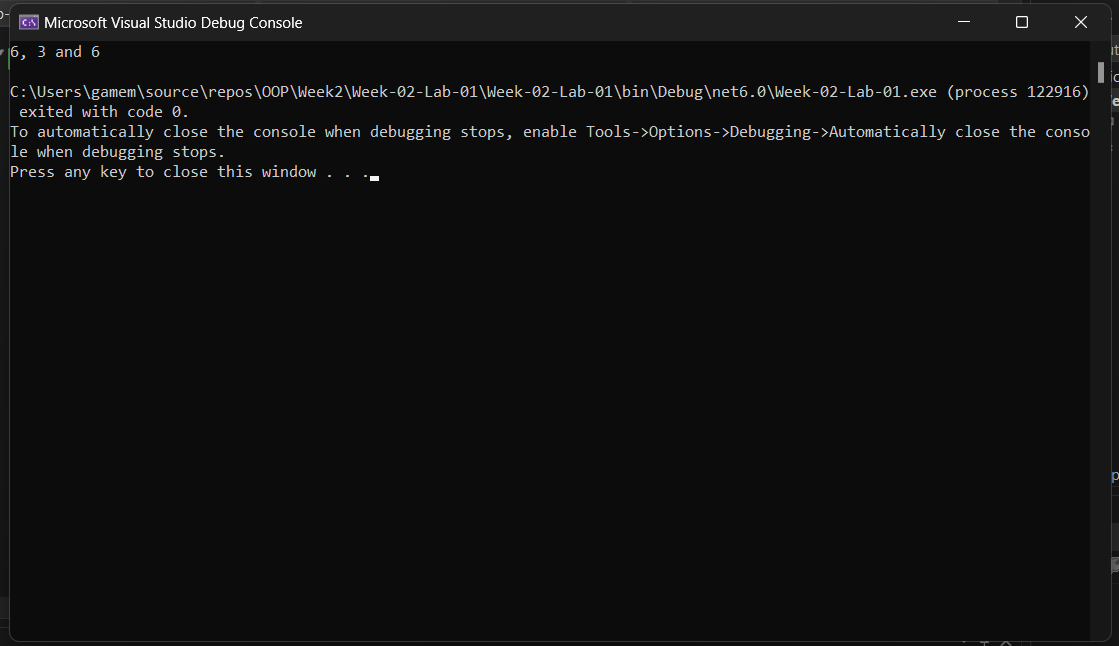 Microsoft Visual Studio Debug Console
6, 3 and 6
C:\Users\gamem\source\repos\OOP\Week2\Week-02-Lab-01\Week-02-Lab-01\bin\Debug\net6.0\Week-02-Lab-01.exe (process 122916)
 exited with code 0.
To automatically close the console when debugging stops, enable Tools->Options->Debugging->Automatically close the conso
le when debugging stops.
Press any key to close this window . . .